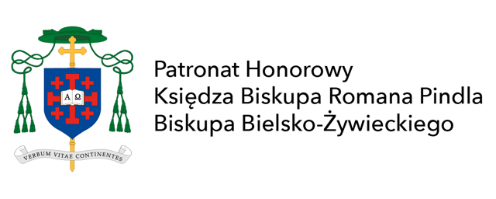 Α Ω
VERBUM VITAE CONTINENTES
Patronat Honorowy
Księdza Biskupa Romana Pindla
Biskupa Bielsko-Żywieckiego